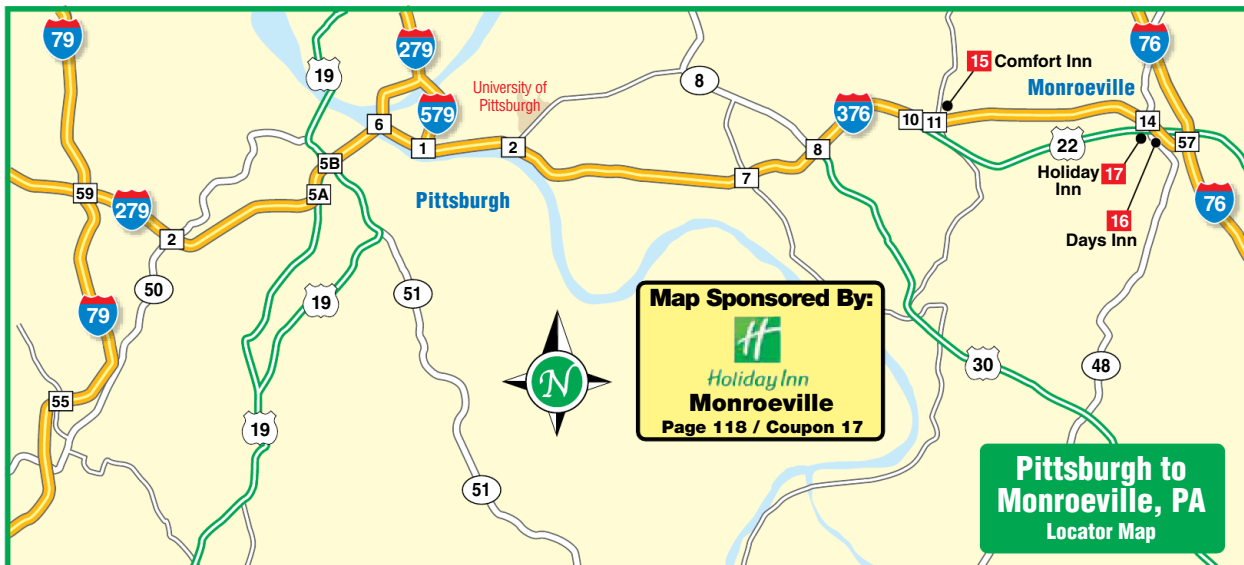 79
19
279
76
15 Comfort Inn
Monroeville
8
University of
Pittsburgh
579
376
6
10
11
14
1
2
8
22
57
5B
7
Holiday
Inn
17
59
5A
Pittsburgh
279
76
16
Days Inn
2
50
19
51
79
Map Sponsored By:
H
Holiday Inn
Monroeville
Page 118 / Coupon 17
N
30
48
55
19
51
Pittsburgh to
Monroeville, PA
Locator Map